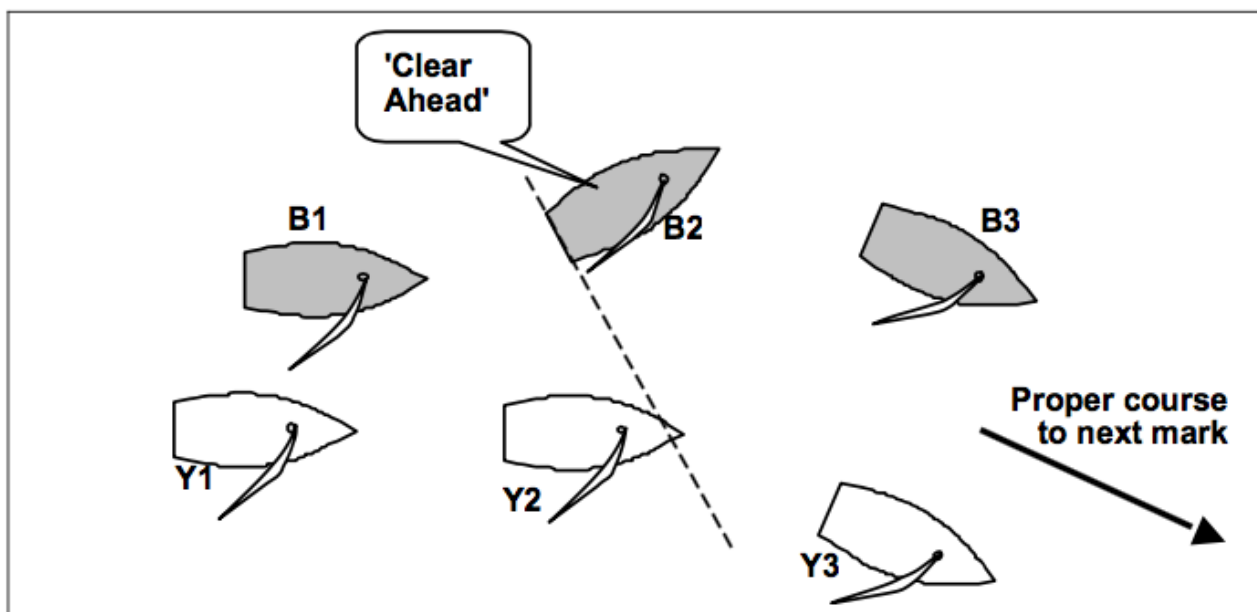 'Clear
Ahead'
B1
B2
B3
Y1
Y2
Y3
Proper course
to next mark